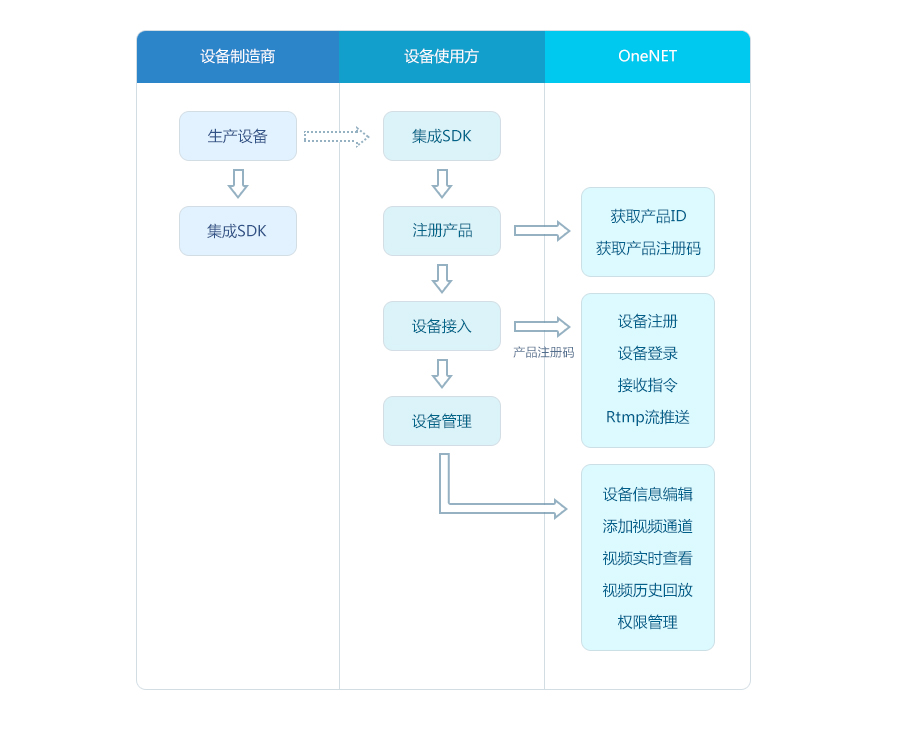 设备制造商
设备使用方
OneNET
生产设备
集成SDK
集成SDK
注册产品
设备接入
产品注册码
设备管理
获取产品ID
获取产品注册码
设备注册
设备登录
接收指令
Rtmp流推送
设备信息编辑
添加视频通道
视频实时查看
视频历史回放
权限管理